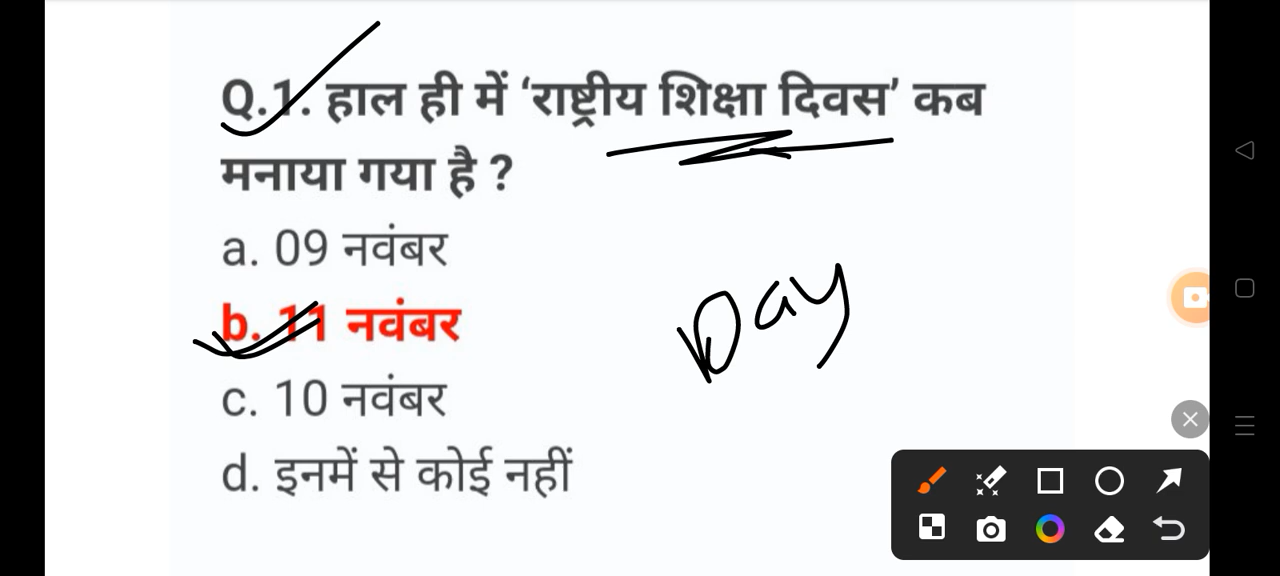 Q.1. हाल ही में ‘राष्ट्रीय शिक्षा दिवस’ कब
मनाया गया है ?
a. 09 नवंबर
b. 11 नवंबर
c. 10 नवंबर
d. इनमें से कोई नहीं
Day